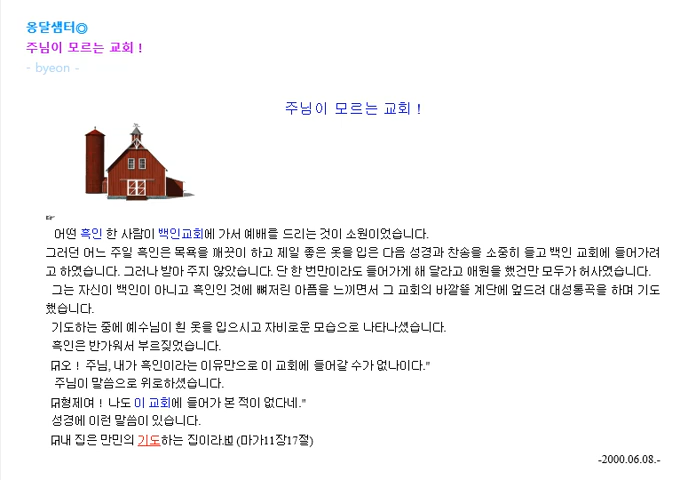 옹달샘터◎
주님이 모르는 교회 !
- byeon -
주님이 모르는 교회 !
☞
어떤 흑인 한 사람이 백인교회에 가서 예배를 드리는 것이 소원이었습니다.
그러던 어느 주일 흑인은 목욕을 깨끗이 하고 제일 좋은 옷을 입은 다음 성경과 찬송을 소중히 들고 백인 교회에 들어가려
고 하였습니다. 그러나 받아 주지 않았습니다. 단 한 번만이라도 들어가게 해 달라고 애원을 했건만 모두가 허사였습니다.
그는 자신이 백인이 아니고 흑인인 것에 뼈저린 아픔을 느끼면서 그 교회의 바깥뜰 계단에 엎드려 대성통곡을 하며 기도
했습니다.
기도하는 중에 예수님이 흰 옷을 입으시고 자비로운 모습으로 나타나셨습니다.
흑인은 반가워서 부르짖었습니다.
오 ! 주님, 내가 흑인이라는 이유만으로 이 교회에 들어갈 수가 없나이다."
주님이 말씀으로 위로하셨습니다.
형제여 ! 나도 이 교회에 들어가 본 적이 없다네."
성경에 이런 말씀이 있습니다.
내 집은 만민의 기도하는 집이라. (마가11장17절)
-2000.06.08.-